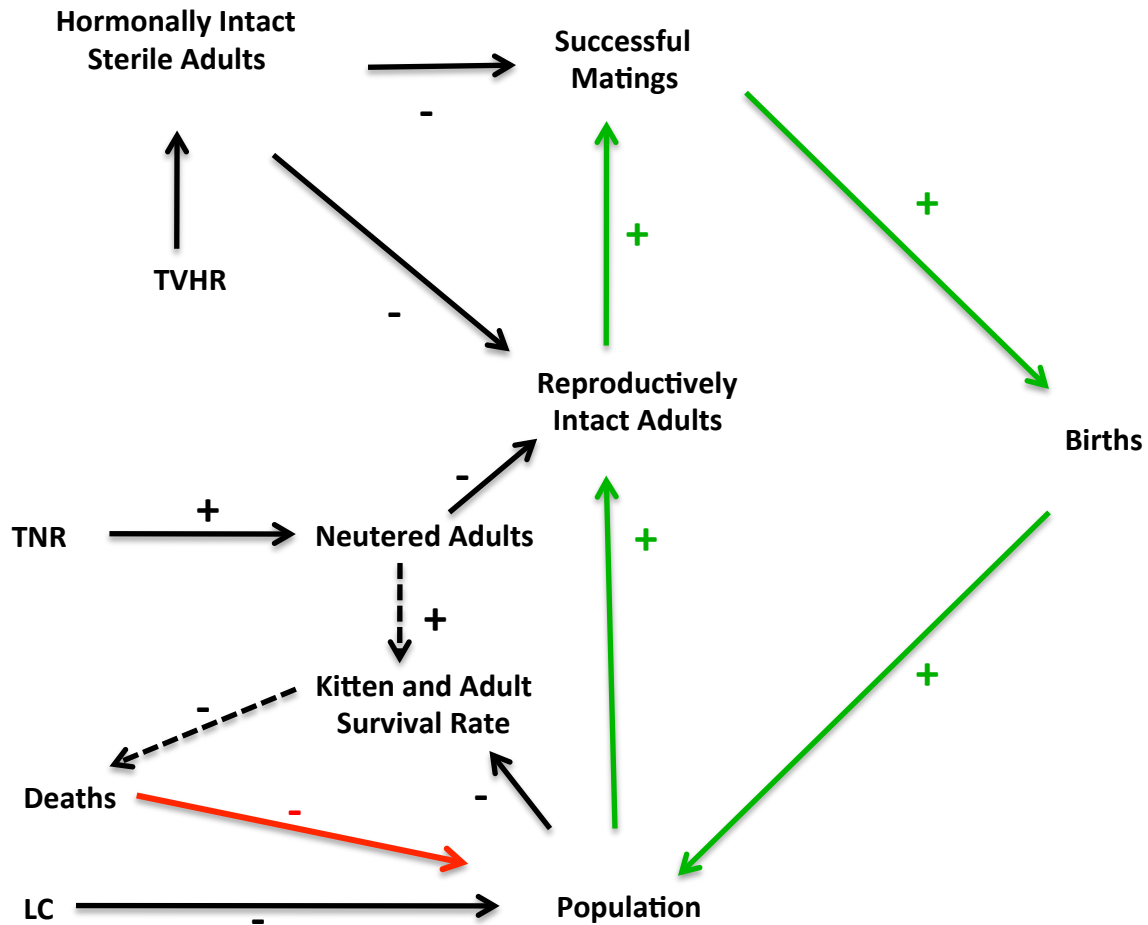 Hormonally Intact
Sterile Adults
Successful
Matings
-
+
+
TVHR
-
Reproductively
Intact Adults
Births
-
+
TNR
Neutered Adults
+
+
Kitten and Adult
Survival Rate
-
+
Deaths
-
-
LC
-
Population